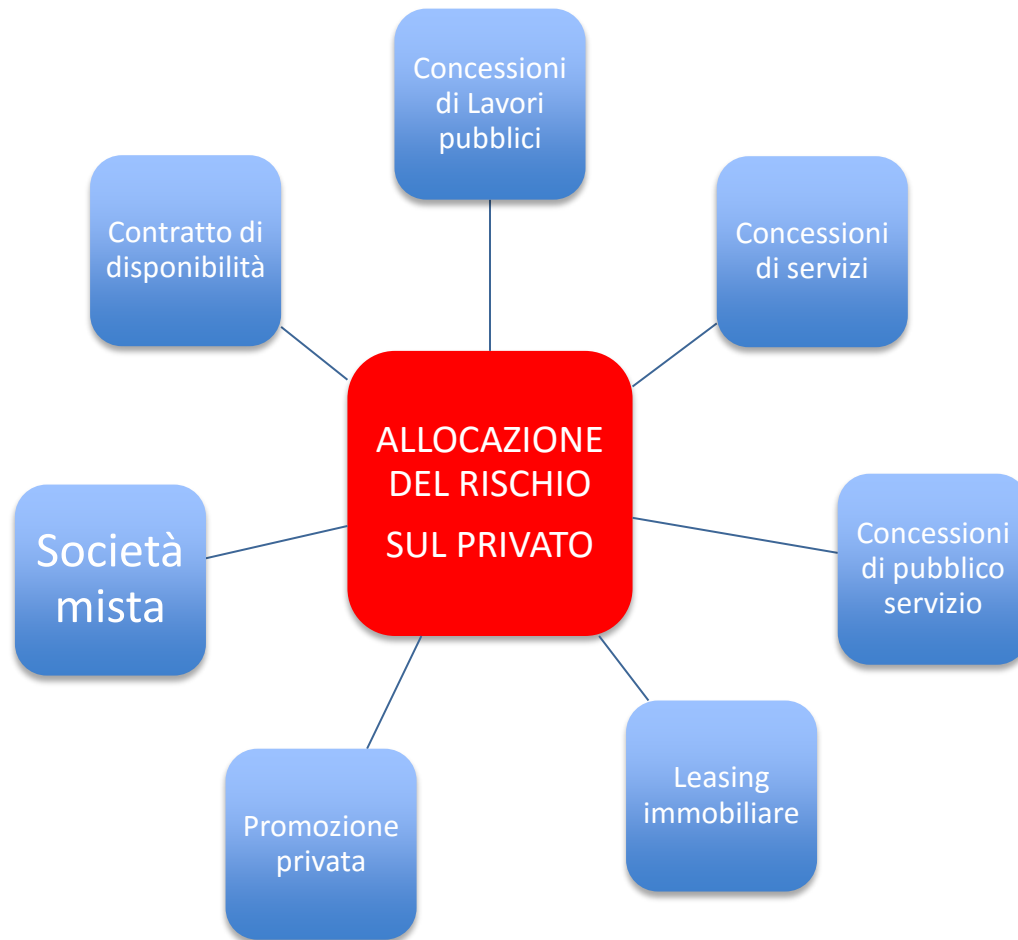 Concessioni
di Lavori
pubblici
Contratto di
disponibilità
Concessioni
di servizi
ALLOCAZIONE
DEL RISCHIO
SUL PRIVATO
Società
mista
Concessioni
di pubblico
servizio
Leasing
immobiliare
Promozione
privata